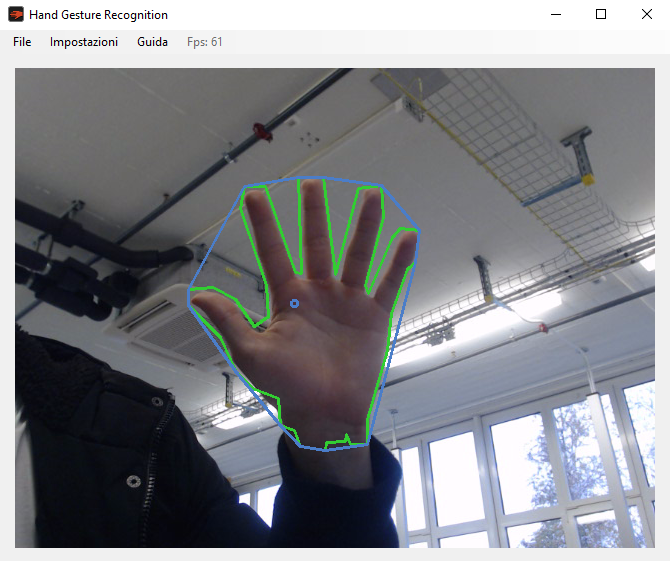 Hand Gesture Recognition
File Impostazioni Guida Fps: 61